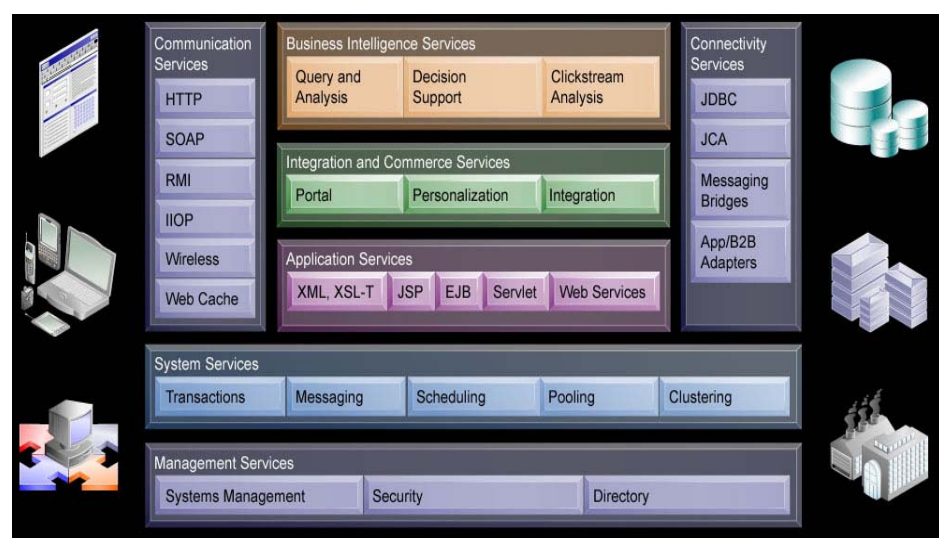 Communication
Services
HTTP
SOAP
RMI
IIOP
Wireless
Web Cache
Business Intelligence Services
Query and
Analysis
Decision
Support
Clickstream
Analysis
Integration and Commerce Services
Portal
Personalization
Integration
Application Services
XML, XSL-T
JSP
EJB
Servlet
Web Services
Connectivity
Services
JDBC
JCA
Messaging
Bridges
App/B2B
Adapters
System Services
Transactions
Messaging
Scheduling
Pooling
Clustering
Management Services
Systems Management
Security
Directory